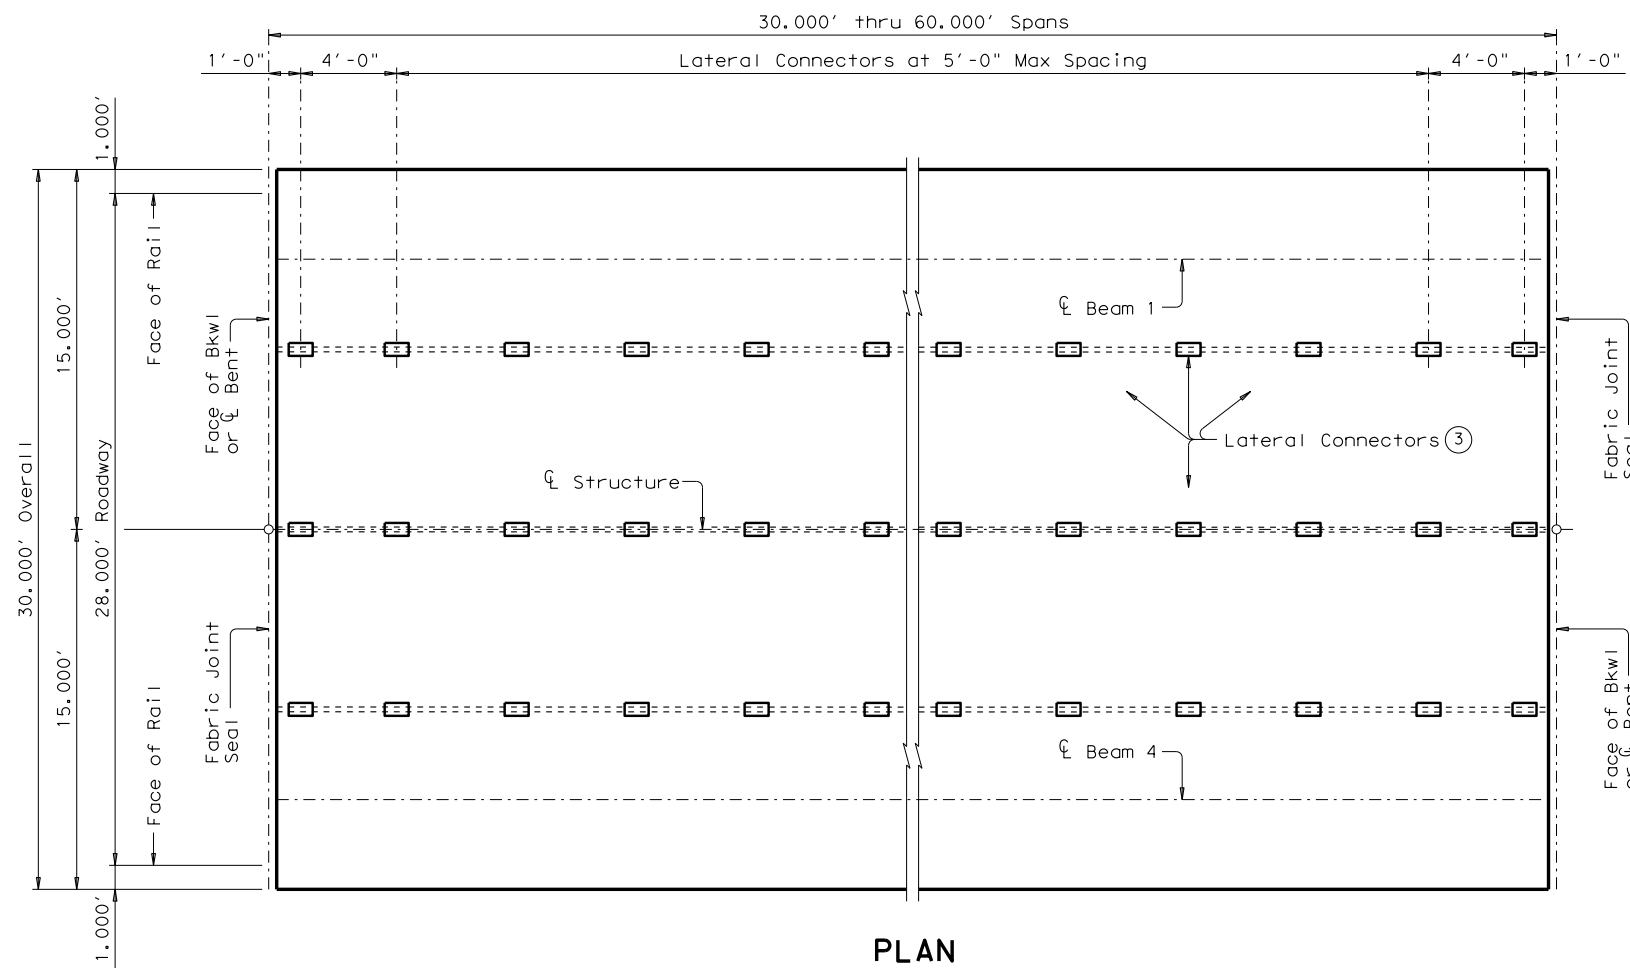 30.000' thru 60.000' Spans
1'-0"
4'-0"
Lateral Connectors at 5'-0" Max Spacing
4'-0"
1'-0"
1.000'
Face of Rail
15.000'
Face of Bkwl
or ℄ Bent
℄ Beam 1
Fabric Joint
Lateral Connectors 3
℄ Structure
30.000' Overall
28.000' Roadway
15.000'
Fabric Joint
Seal
Face of Rail
℄ Beam 4
Face of Bkwl
1.000'
PLAN